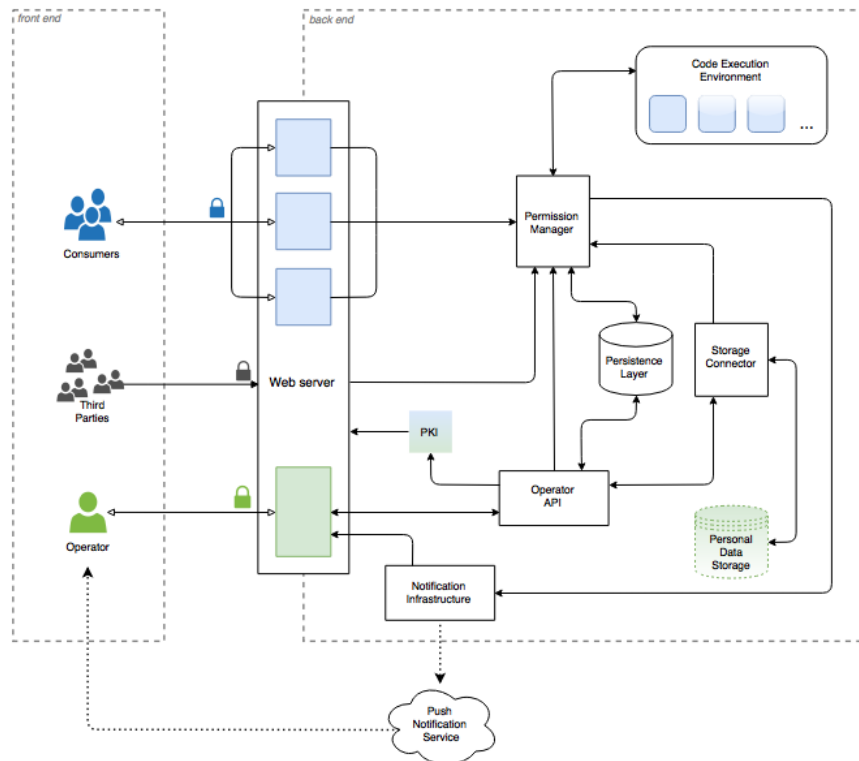 front end
back end
Code Execution
Environment
...
Permission
Manager
Consumers
Persistence
Layer
Storage
Connector
Web server
Third
Parties
PKI
Operator
API
Operator
Personal
Data
Storage
Notification
Infrastructure
Push
Notification
Service